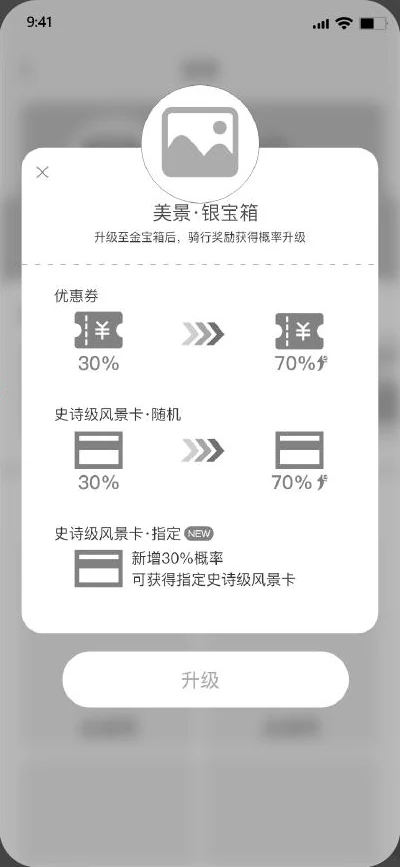 9:41
美景·银宝箱
升级至金宝箱后，骑行奖励获得概率升级
优惠券
¥ ¥
30% 70%
史诗级风景卡·随机
30% 70%
史诗级风景卡·指定 NEW
新增30%概率
可获得指定史诗级风景卡
升级